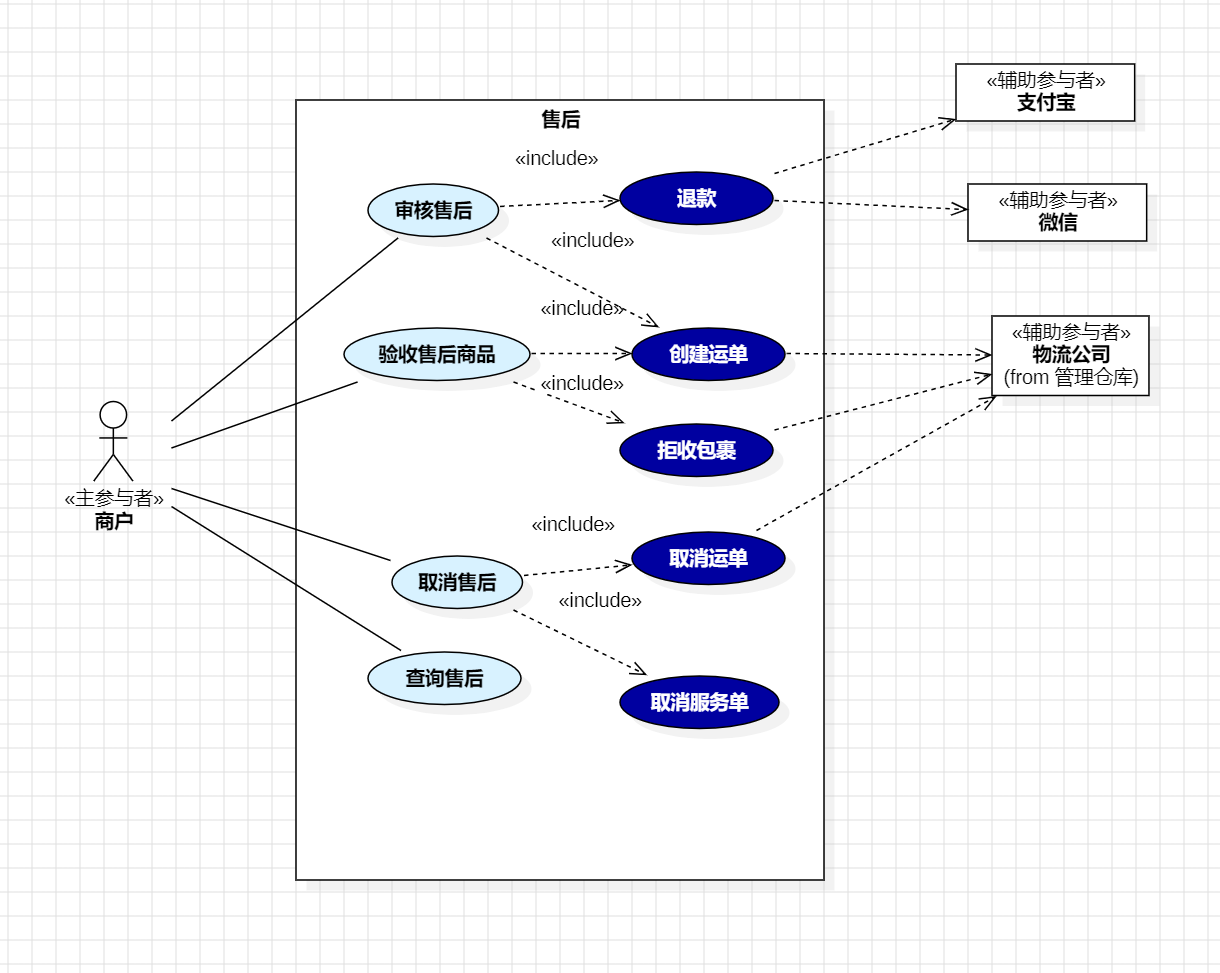 «辅助参与者»
支付宝
售后
«include»
审核售后
退款
«辅助参与者»
微信
«include»
«include»
验收售后商品
创建运单
«辅助参与者»
物流公司
(from 管理仓库)
«include»
拒收包裹
«主参与者»
商户
«include»
取消运单
取消售后
«include»
查询售后
取消服务单